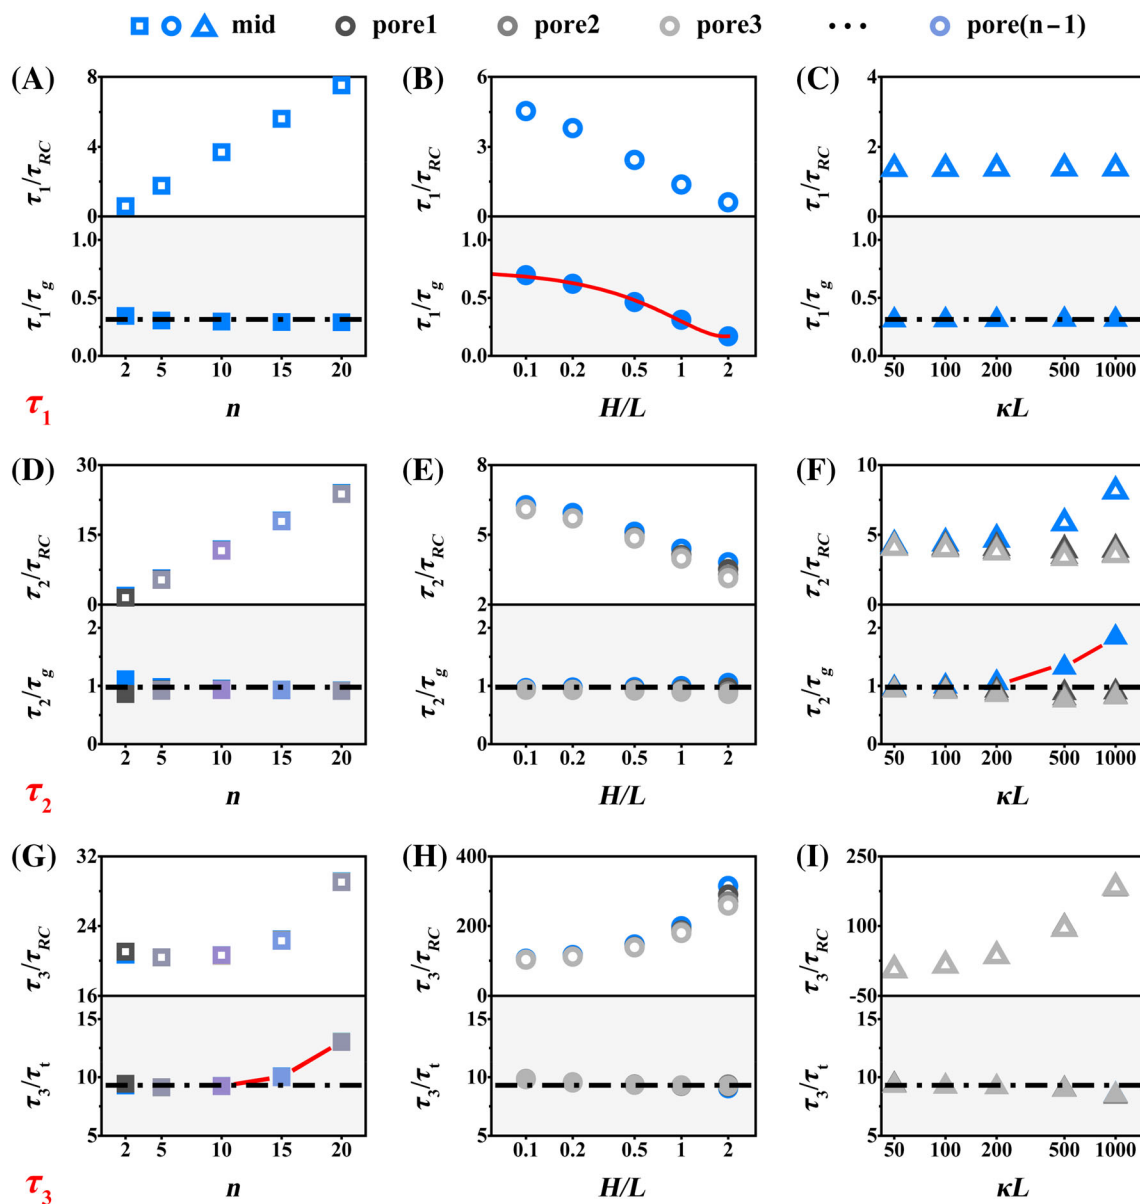 mid pore1 pore2 pore3 ··· pore(n−1)
(A) (B) (C)
8 6 4
τ1/τRC τ1/τRC τ1/τRC
4 3 2
0 0 0
1.0 1.0 1.0
τ1/τg τ1/τg τ1/τg
0.5 0.5 0.5
0.0 0.0 0.0
2 5 10 15 20 0.1 0.2 0.5 1 2 50 100 200 500 1000
τ1 n H/L κL
(D) (E) (F)
30 8 10
τ2/τRC τ2/τRC τ2/τRC
15 5 5
0 2 0
2 2 2
τ2/τg τ2/τg τ2/τg
1 1 1
0 0 0
2 5 10 15 20 0.1 0.2 0.5 1 2 50 100 200 500 1000
τ2 n H/L κL
(G) (H) (I)
32 400 250
τ3/τRC τ3/τRC τ3/τRC
24 200 100
16 0 -50
15 15 15
τ3/τt τ3/τt τ3/τt
10 10 10
5 5 5
2 5 10 15 20 0.1 0.2 0.5 1 2 50 100 200 500 1000
τ3 n H/L κL